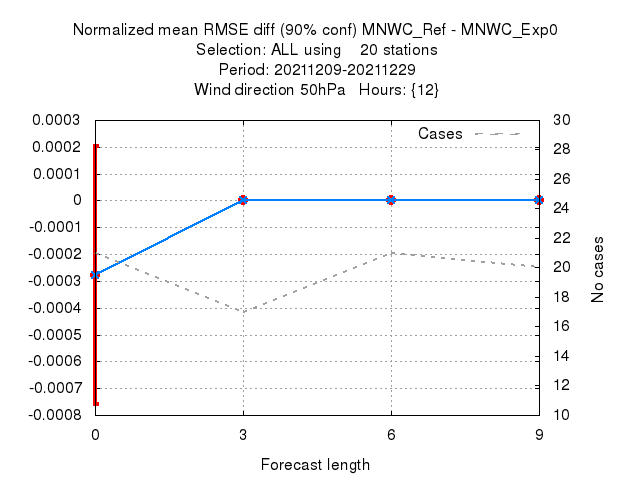 Normalized mean RMSE diff (90% conf) MNWC_Ref - MNWC_Exp0
Selection: ALL using    20 stations
Period: 20211209-20211229
Wind direction 50hPa   Hours: {12}
Cases
0.0003
0.0002
0.0001
0
-0.0001
-0.0002
-0.0003
-0.0004
-0.0005
-0.0006
-0.0007
-0.0008
30
28
26
24
22
20
18
16
14
12
10
No cases
0 3 6 9
Forecast length